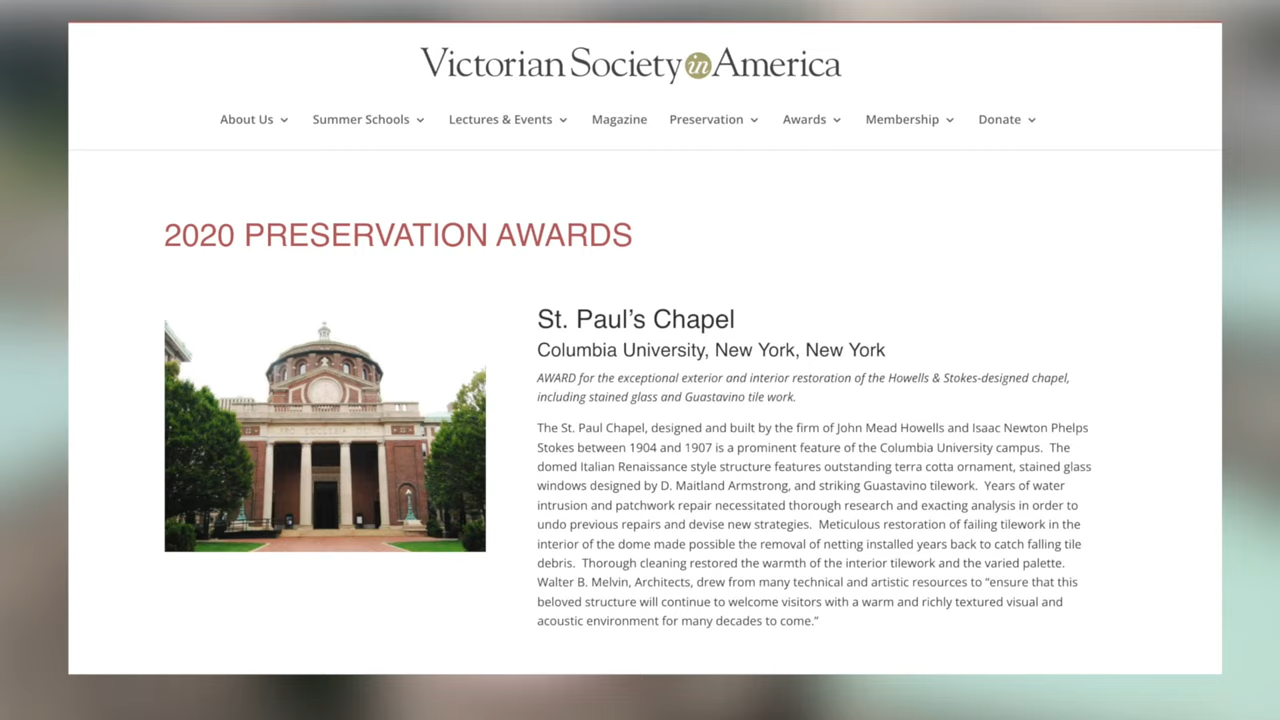 Victorian Society in America
About Us Summer Schools Lectures & Events Magazine Preservation Awards Membership Donate
2020 PRESERVATION AWARDS
St. Paul’s Chapel
Columbia University, New York, New York
AWARD for the exceptional exterior and interior restoration of the Howells & Stokes-designed chapel,
including stained glass and Guastavino tile work.
The St. Paul Chapel, designed and built by the firm of John Mead Howells and Isaac Newton Phelps
Stokes between 1904 and 1907 is a prominent feature of the Columbia University campus.  The
domed Italian Renaissance style structure features outstanding terra cotta ornament, stained glass
windows designed by D. Maitland Armstrong, and striking Guastavino tilework.  Years of water
intrusion and patchwork repair necessitated thorough research and exacting analysis in order to
undo previous repairs and devise new strategies.  Meticulous restoration of failing tilework in the
interior of the dome made possible the removal of netting installed years back to catch falling tile
debris.  Thorough cleaning restored the warmth of the interior tilework and the varied palette.
Walter B. Melvin, Architects, drew from many technical and artistic resources to “ensure that this
beloved structure will continue to welcome visitors with a warm and richly textured visual and
acoustic environment for many decades to come.”